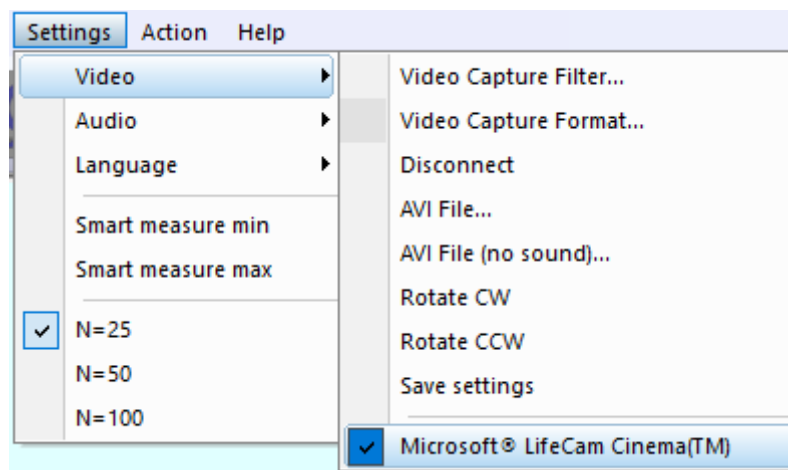 Settings Action Help
Video
Audio
Language
Smart measure min
Smart measure max
N=25
N=50
N=100
Video Capture Filter...
Video Capture Format...
Disconnect
AVI File...
AVI File (no sound)...
Rotate CW
Rotate CCW
Save settings
Microsoft® LifeCam Cinema(TM)